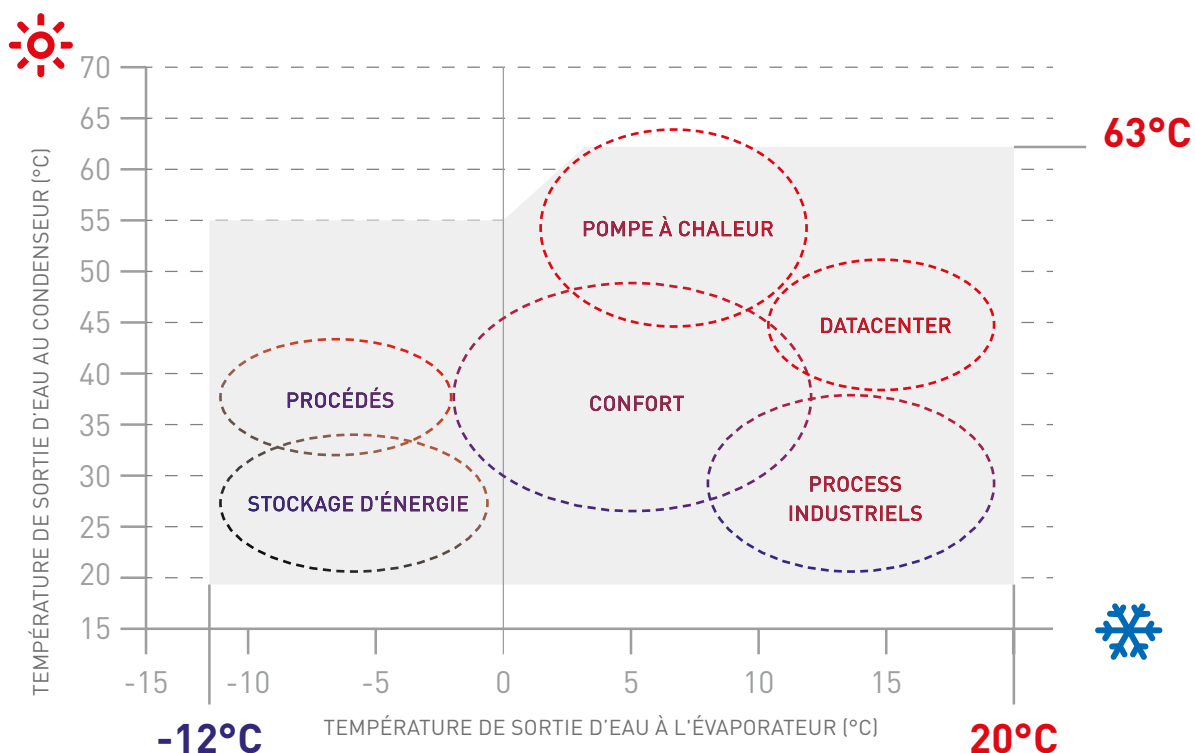 70
65
60
55
50
45
40
35
30
25
20
15
TEMPÉRATURE DE SORTIE D'EAU AU CONDENSEUR (°C)
63°C
POMPE À CHALEUR
DATACENTER
PROCÉDÉS
CONFORT
STOCKAGE D'ÉNERGIE
PROCESS
INDUSTRIELS
-15
-10
-5
0
5
10
15
-12°C
TEMPÉRATURE DE SORTIE D'EAU À L'ÉVAPORATEUR (°C)
20°C